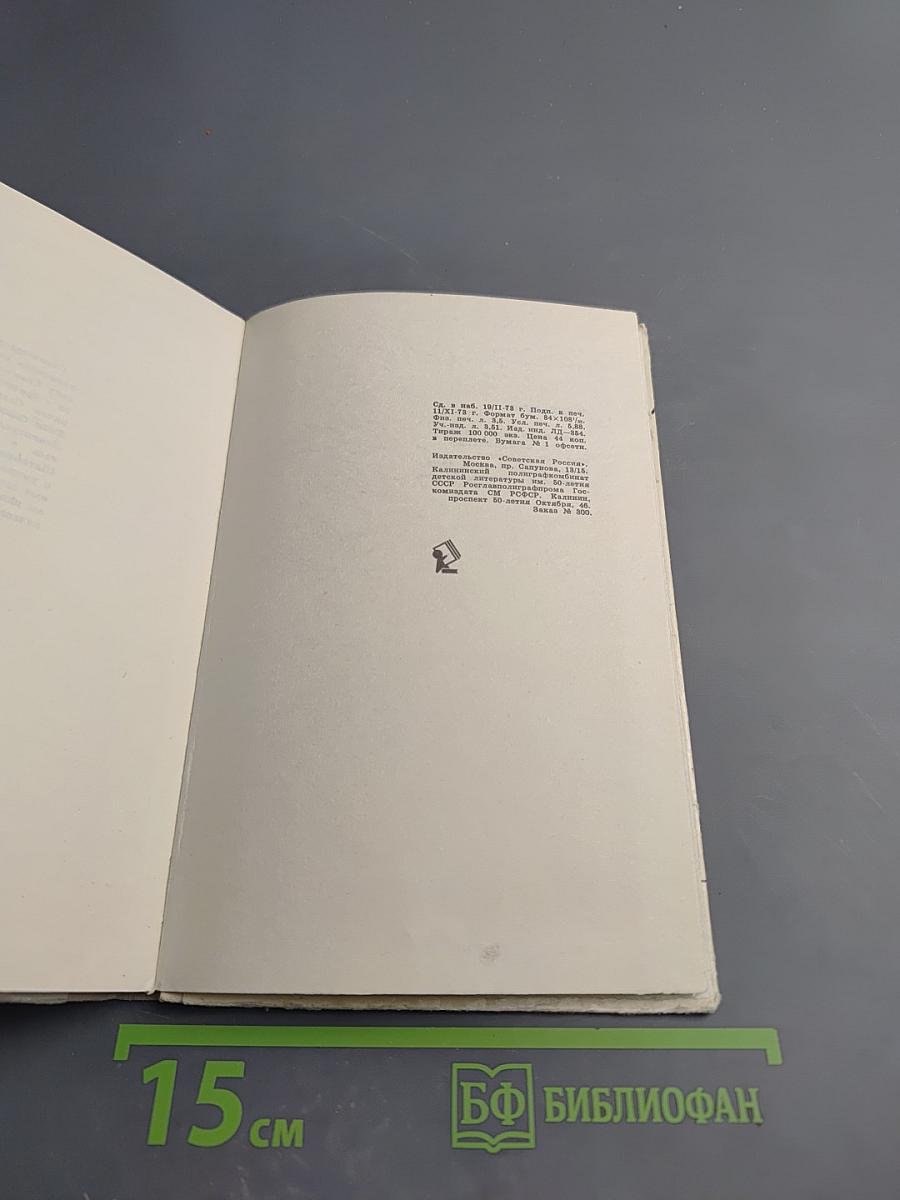 Сд. в наб. 19/II-73 г. Подп. к печ.
11/XI-73 г. Формат бум. 84×108¹/₃₂.
Физ. печ. л. 3,5. Усл. печ. л. 5,88.
Уч.-изд. л. 3,51. Изд. инд. ЛД—354.
Тираж 100 000 экз. Цена 44 коп.
в переплете. Бумага № 1 офсетн.
Издательство «Советская Россия».
Москва, пр. Сапунова, 13/15.
Калининский полиграфкомбинат
детской литературы им. 50-летия
СССР Росглавполиграфпрома Гос-
комиздата СМ РСФСР. Калинин,
проспект 50-летия Октября, 46.
Заказ № 300.
15 см
БФ БИБЛИОФАН